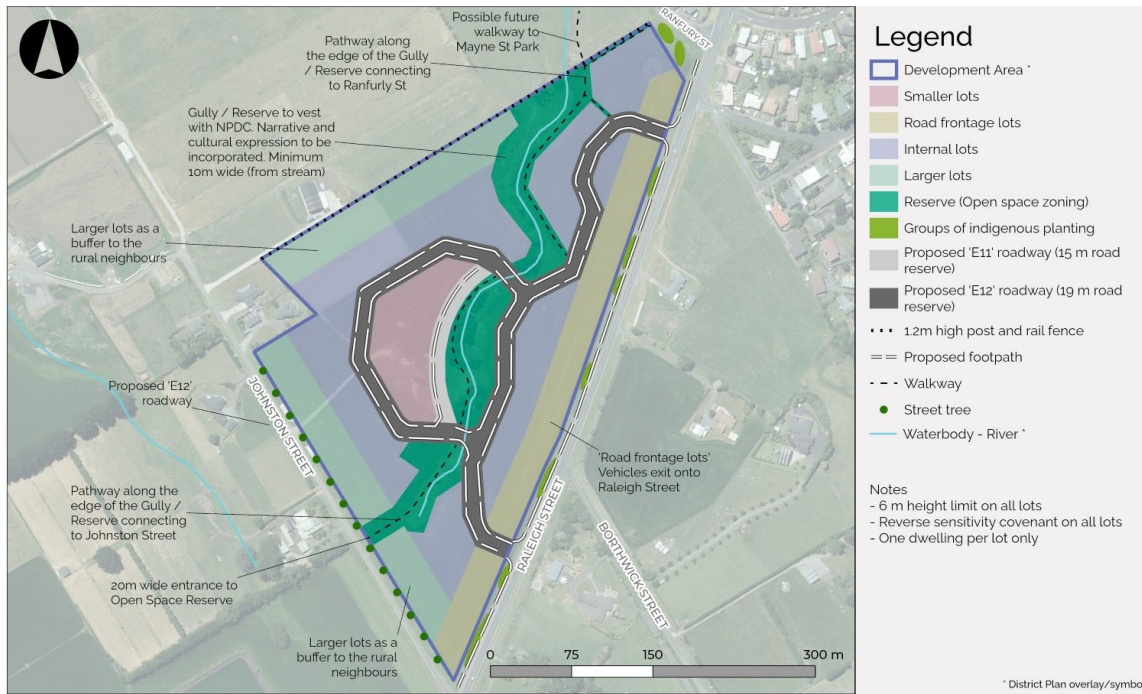 Possible future
walkway to
Mayne St Park
RANFURY ST
Pathway along
the edge of the Gully
/ Reserve connecting
to Ranfurly St
Gully / Reserve to vest
with NPDC. Narrative and
cultural expression to be
incorporated. Minimum
10m wide (from stream)
Larger lots as a
buffer to the
rural neighbours
Proposed 'E12'
roadway
JOHNSTON STREET
'Road frontage lots'
Vehicles exit onto
Raleigh Street
Pathway along the
edge of the Gully /
Reserve connecting
to Johnston Street
RALEIGH STREET
BORTHWICK STREET
20m wide entrance to
Open Space Reserve
Larger lots as a
buffer to the rural
neighbours
0 75 150 300 m
Legend
Development Area *
Smaller lots
Road frontage lots
Internal lots
Larger lots
Reserve (Open space zoning)
Groups of indigenous planting
Proposed 'E11' roadway (15 m road
reserve)
Proposed 'E12' roadway (19 m road
reserve)
1.2m high post and rail fence
Proposed footpath
Walkway
Street tree
Waterbody - River *
Notes
- 6 m height limit on all lots
- Reverse sensitivity covenant on all lots
- One dwelling per lot only
* District Plan overlay/symbo